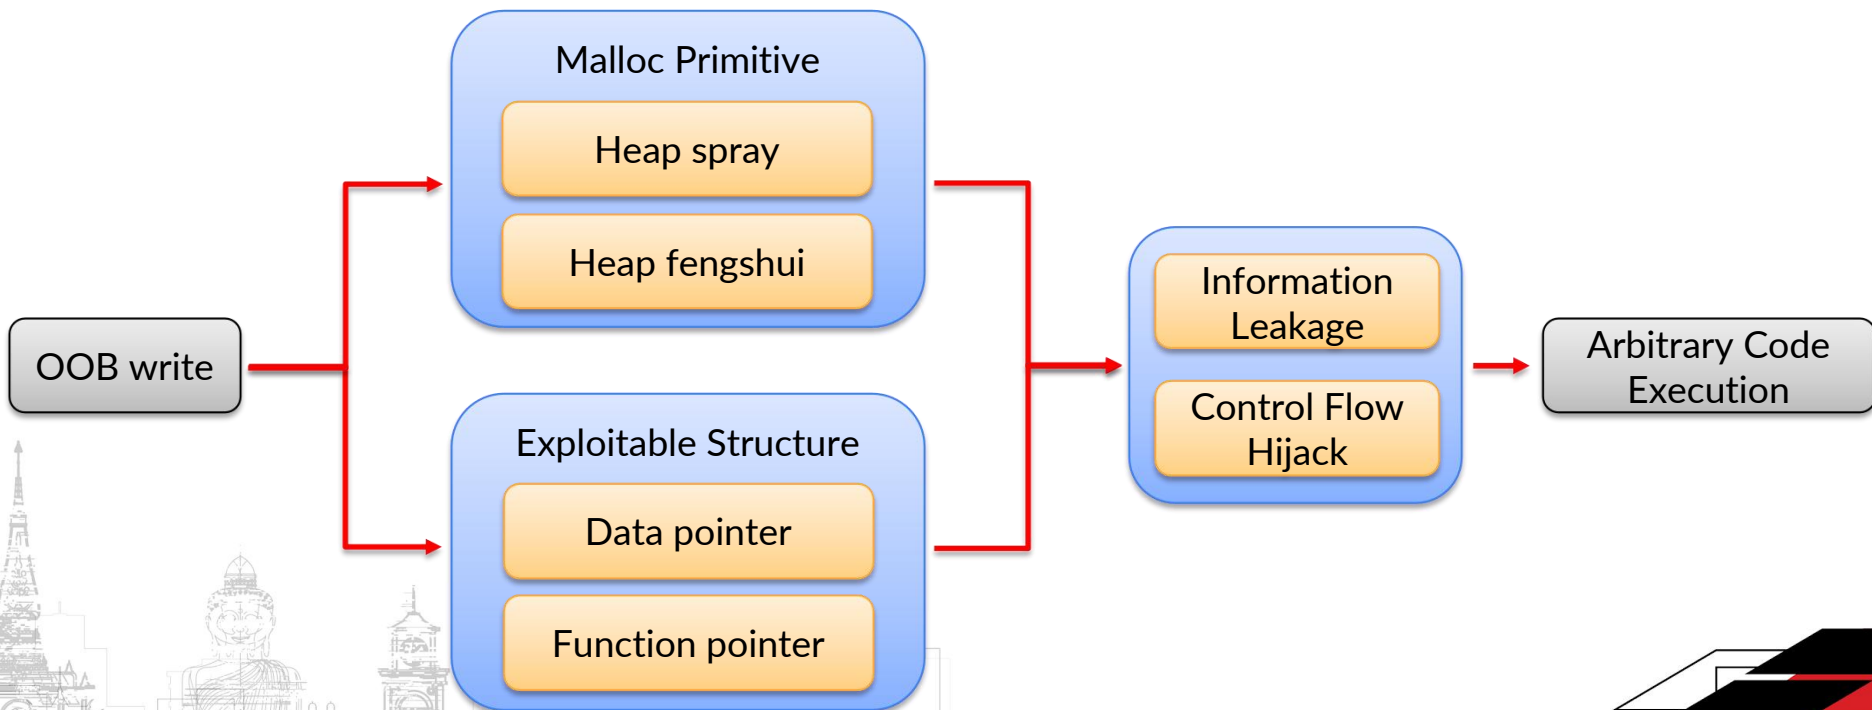 Malloc Primitive
Heap spray
Heap fengshui
OOB write
Exploitable Structure
Data pointer
Function pointer
Information
Leakage
Control Flow
Hijack
Arbitrary Code
Execution